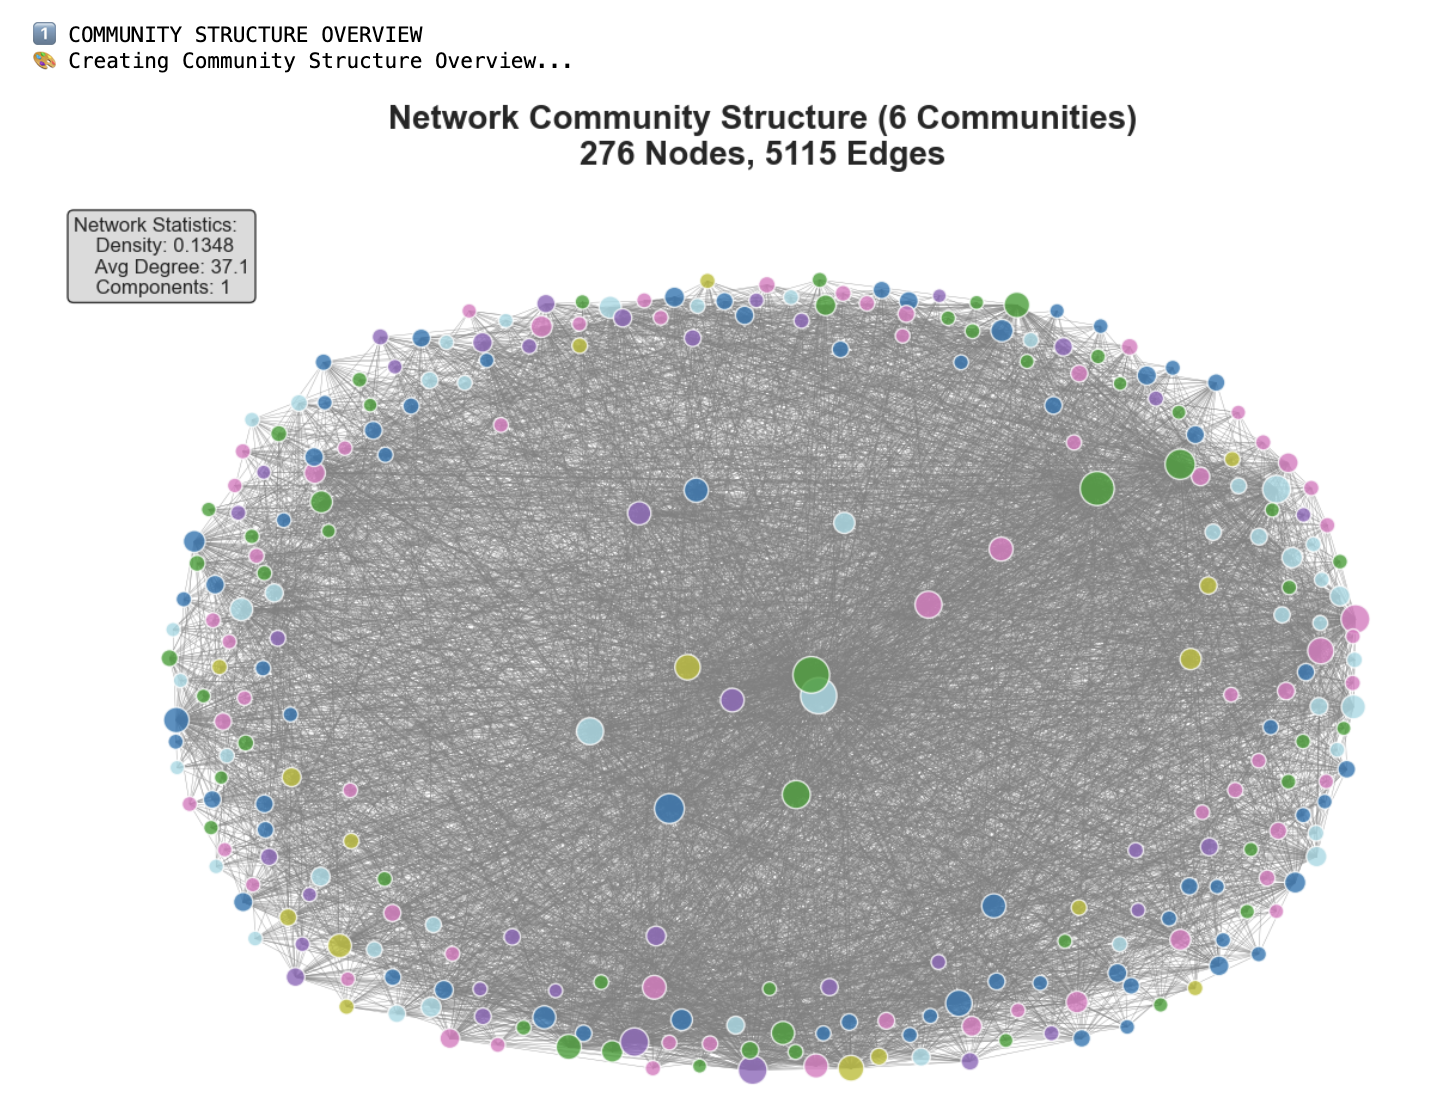 1️⃣ COMMUNITY STRUCTURE OVERVIEW
🎨 Creating Community Structure Overview...
Network Community Structure (6 Communities)
276 Nodes, 5115 Edges
Network Statistics:
Density: 0.1348
Avg Degree: 37.1
Components: 1